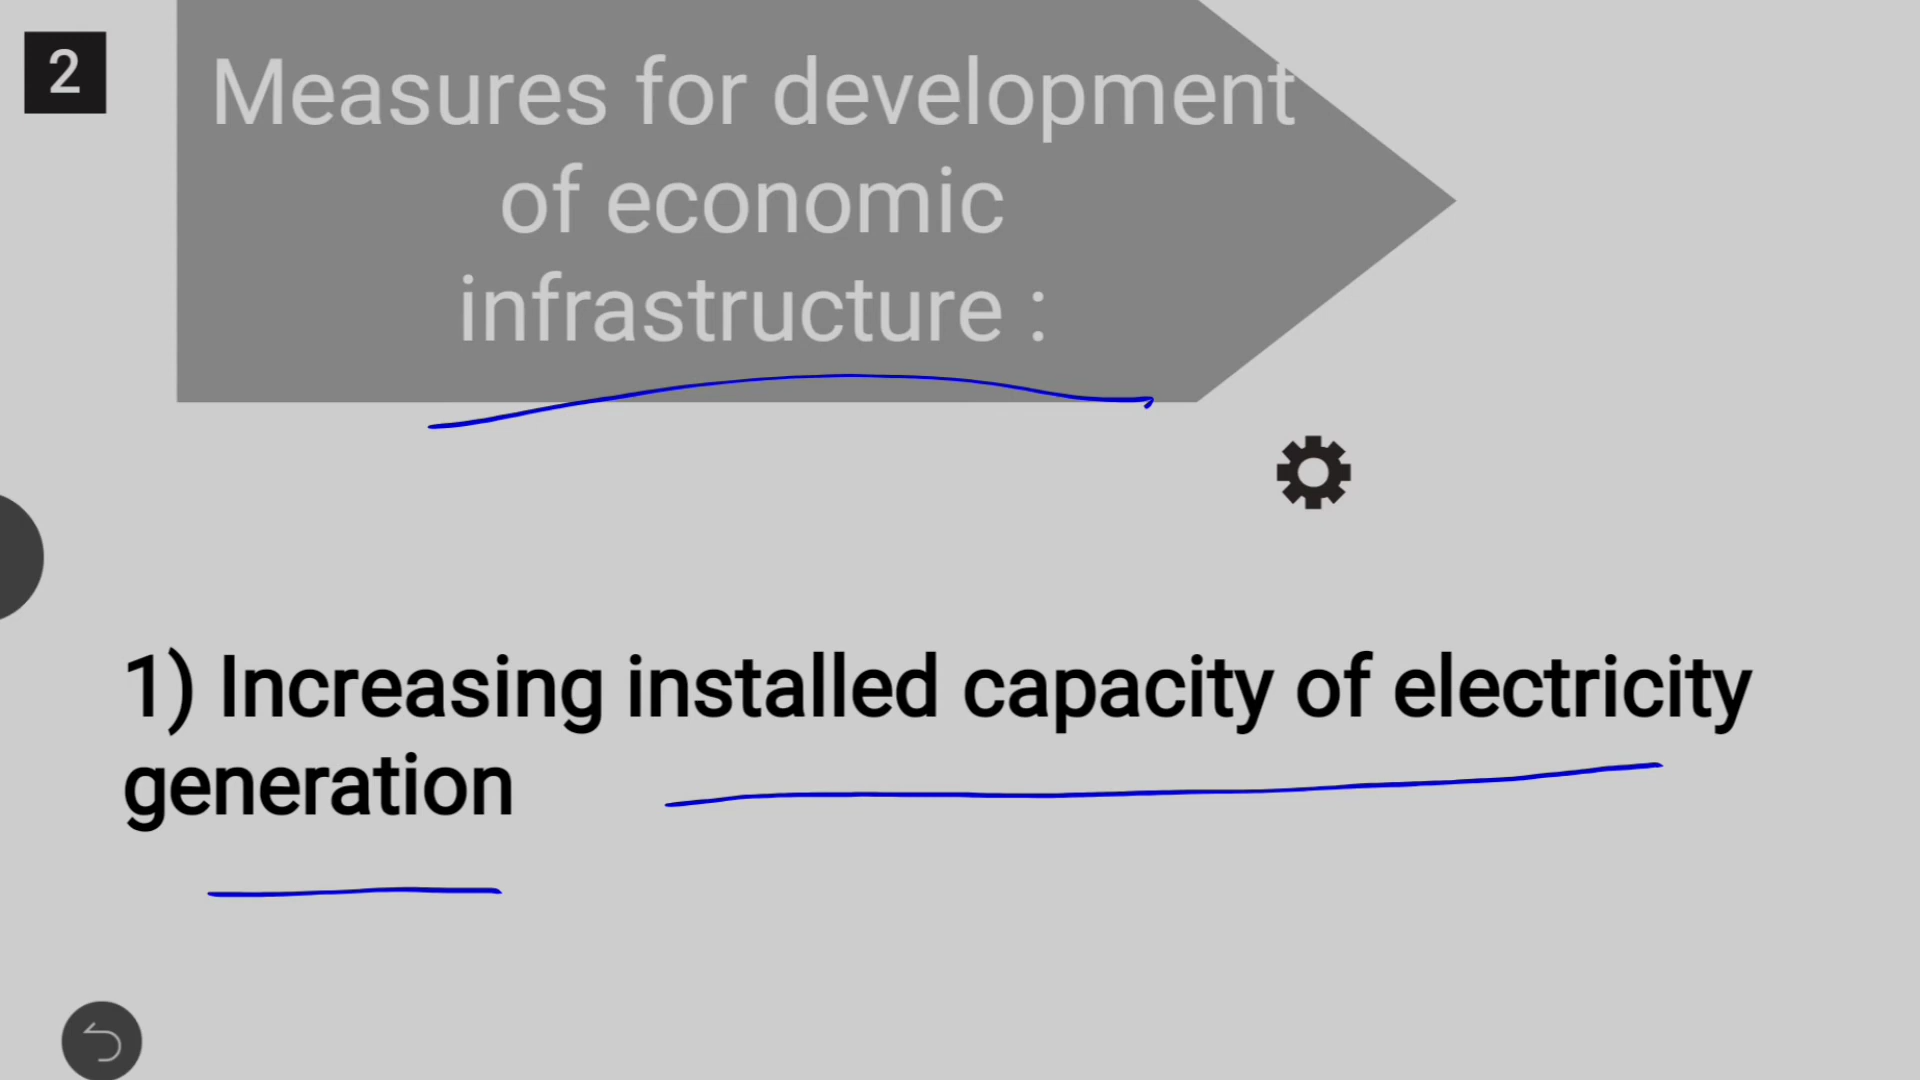 2
Measures for development
of economic
infrastructure :
1) Increasing installed capacity of electricity
generation